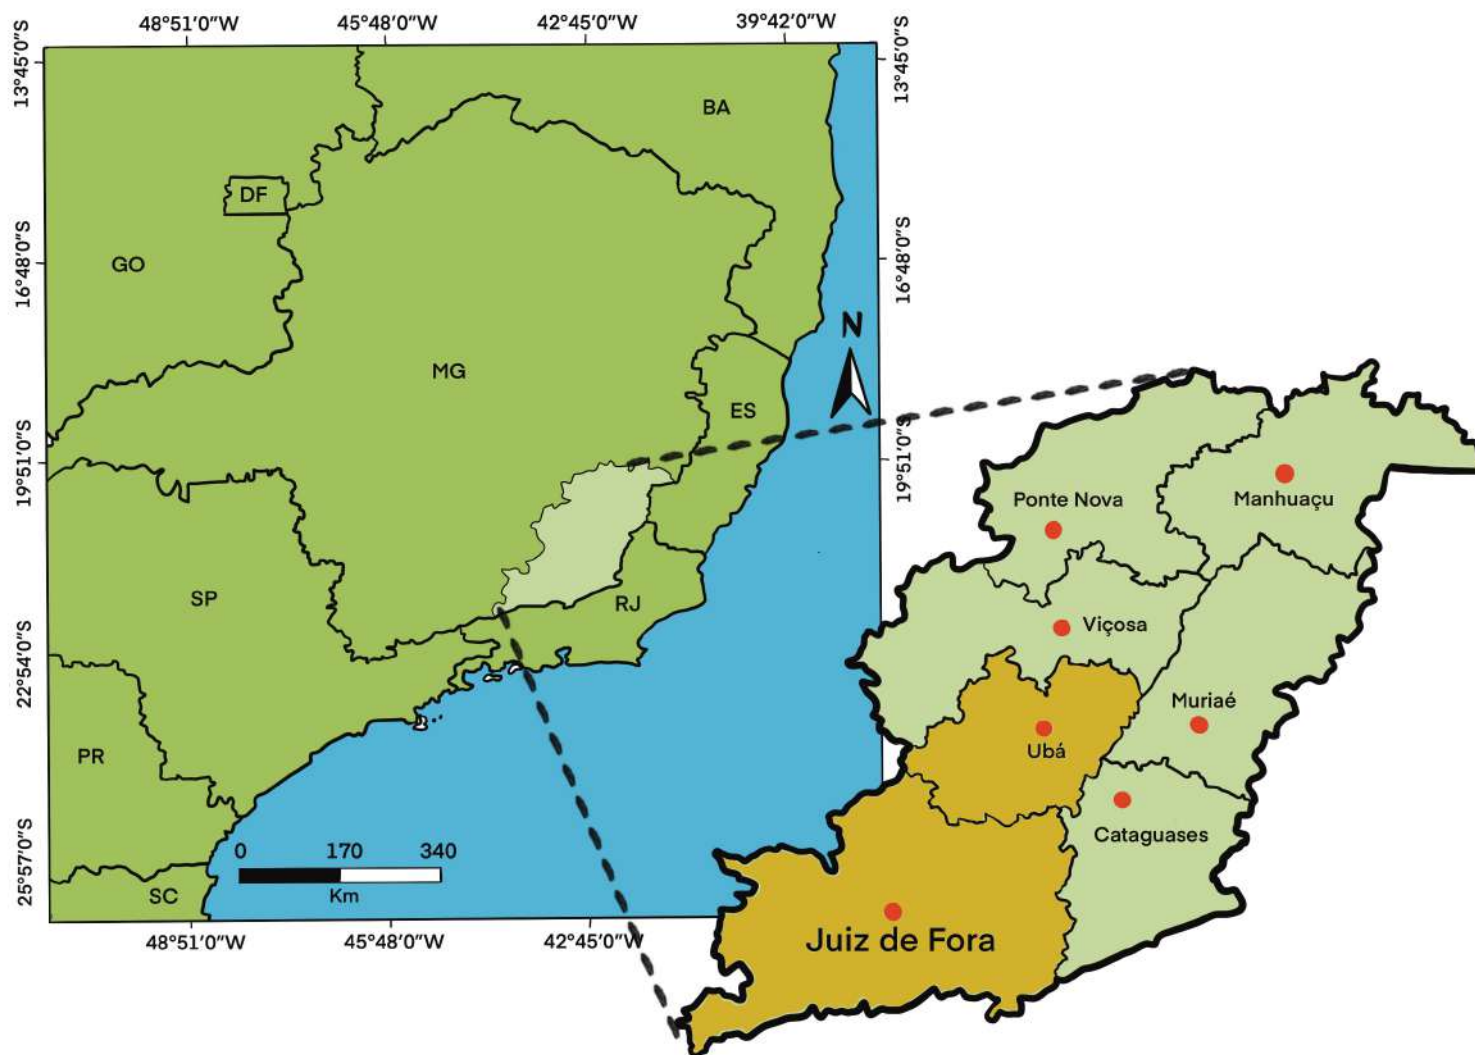 48°51'0"W 45°48'0"W 42°45'0"W 39°42'0"W
13°45'0"S
13°45'0"S
BA
DF
GO
16°48'0"S
16°48'0"S
N
MG
ES
19°51'0"S
19°51'0"S
Ponte Nova
Manhuaçu
SP
RJ
Viçosa
22°54'0"S
Muriaé
PR
Ubá
Cataguases
25°57'0"S
0 170 340
Km
SC
Juiz de Fora
48°51'0"W 45°48'0"W 42°45'0"W